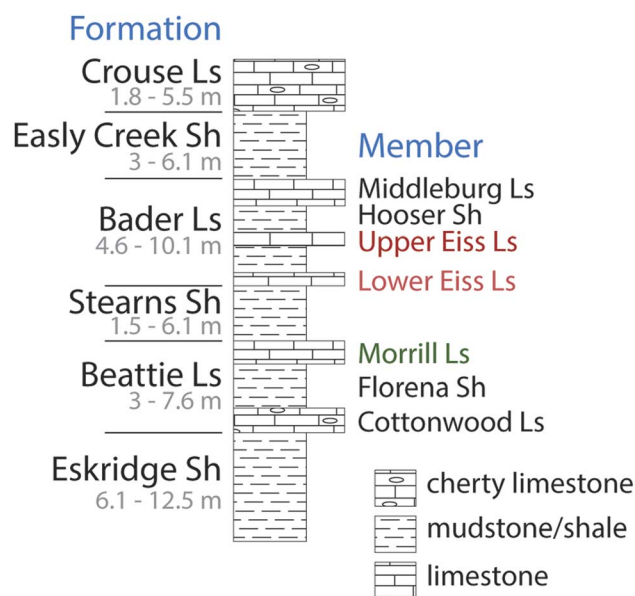 Formation
Crouse Ls
1.8 - 5.5 m
Easly Creek Sh
3 - 6.1 m
Bader Ls
4.6 - 10.1 m
Stearns Sh
1.5 - 6.1 m
Beattie Ls
3 - 7.6 m
Eskridge Sh
6.1 - 12.5 m
Member
Middleburg Ls
Hooser Sh
Upper Eiss Ls
Lower Eiss Ls
Morrill Ls
Florena Sh
Cottonwood Ls
cherty limestone
mudstone/shale
limestone